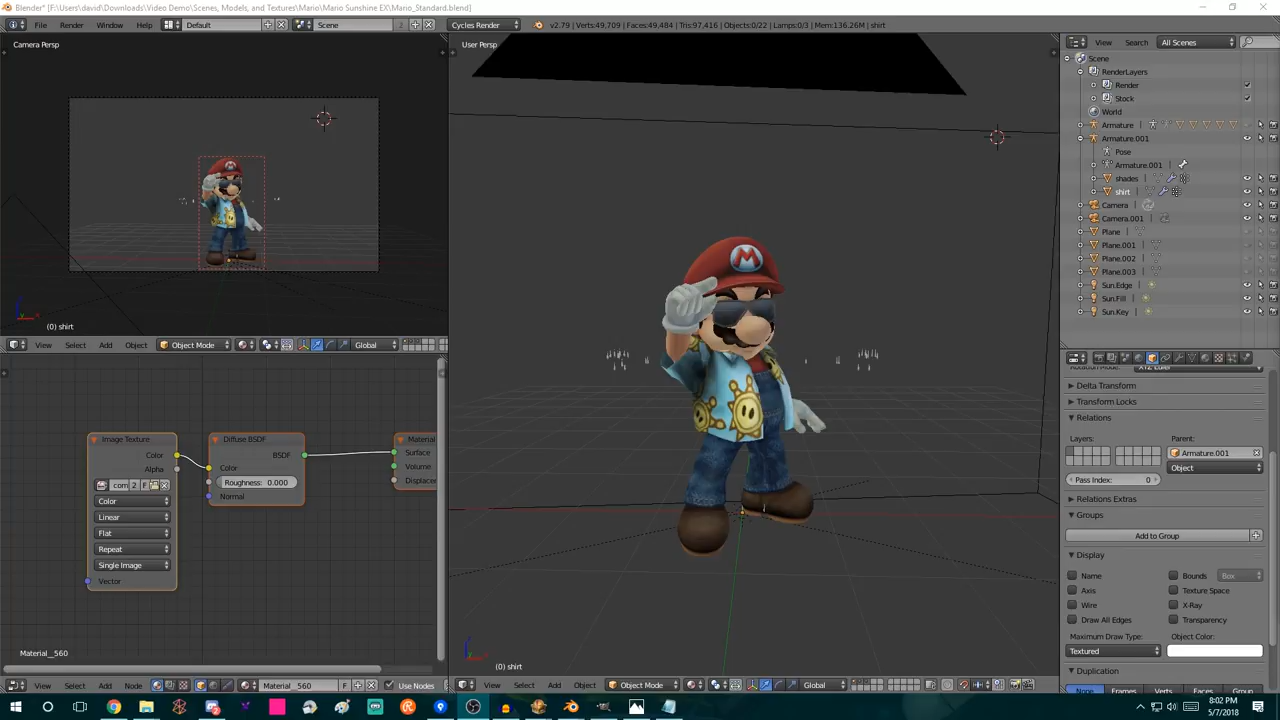 Blender* [F:\Users\david\Downloads\Video Demo\Scenes, Models, and Textures\Mario\Mario Sunshine EX\Mario_Standard.blend]
File Render Window Help Default Scene 2 Cycles Render v2.79 | Verts:49,709 | Faces:49,484 | Tris:97,416 | Objects:0/22 | Lamps:0/3 | Mem:136.26M | shirt
View Search All Scenes
Camera Persp
User Persp
Scene
RenderLayers
Render
Stock
World
Armature
Armature.001
Pose
Armature.001
shades
shirt
Camera
Camera.001
Plane
Plane.001
Plane.002
Plane.003
Sun.Edge
Sun.Fill
Sun.Key
(0) shirt
View Select Add Object Object Mode Global
Image Texture
Color
Alpha
com 2 F
Color
Linear
Flat
Repeat
Single Image
Vector
Diffuse BSDF
BSDF
Color
Roughness: 0.000
Normal
Material
Surface
Volume
Displace
Material__560
View Select Add Node Material__560 F Use Nodes
M
(0) shirt
View Select Add Object Object Mode Global
Delta Transform
Transform Locks
Relations
Layers: Parent:
Armature.001
Object
Pass Index: 0
Relations Extras
Groups
Add to Group
Display
Name Bounds Box
Axis Texture Space
Wire X-Ray
Draw All Edges Transparency
Maximum Draw Type: Object Color:
Textured
Duplication
None Frames Verts Faces Group
8:02 PM
5/7/2018